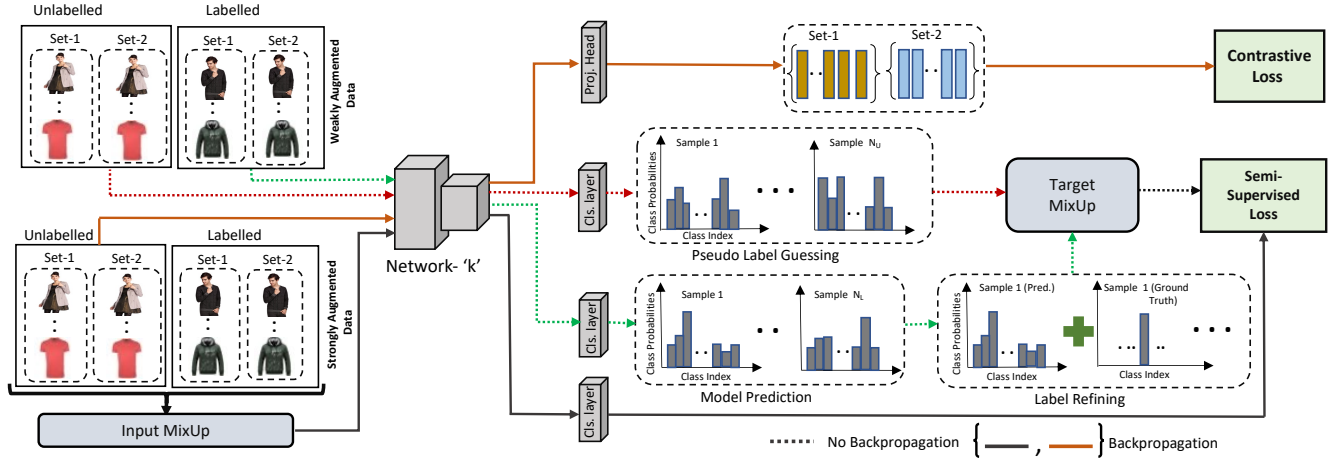 Unlabelled
Labelled
Set-1
Set-2
Set-1
Set-2
Weakly Augmented
Data
Unlabelled
Labelled
Set-1
Set-2
Set-1
Set-2
Strongly Augmented
Data
Input MixUp
Network- ‘k’
Proj. Head
Set-1
Set-2
Contrastive
Loss
Cls. layer
Class Probabilities
Sample 1
Sample N_U
Class Index
Pseudo Label Guessing
Target
MixUp
Semi-
Supervised
Loss
Cls. layer
Class Probabilities
Sample 1
Sample N_L
Class Index
Model Prediction
Class Probabilities
Sample 1 (Pred.)
Sample 1 (Ground
Truth)
Class Index
Class Index
Label Refining
Cls. layer
No Backpropagation { , } Backpropagation